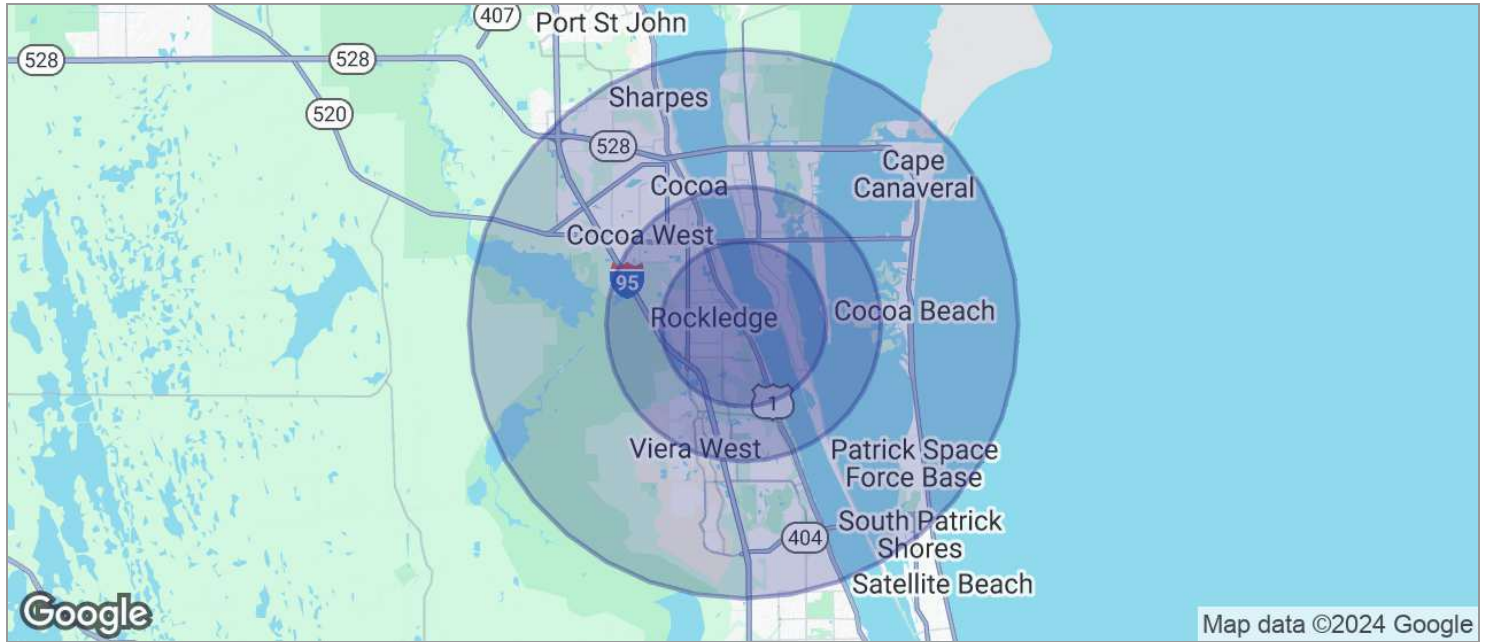 407
Port St John
528
528
Sharpes
520
528
Cape
Canaveral
Cocoa
Cocoa West
95
Rockledge
Cocoa Beach
1
Viera West
Patrick Space
Force Base
South Patrick
Shores
404
Satellite Beach
Google
Map data ©2024 Google